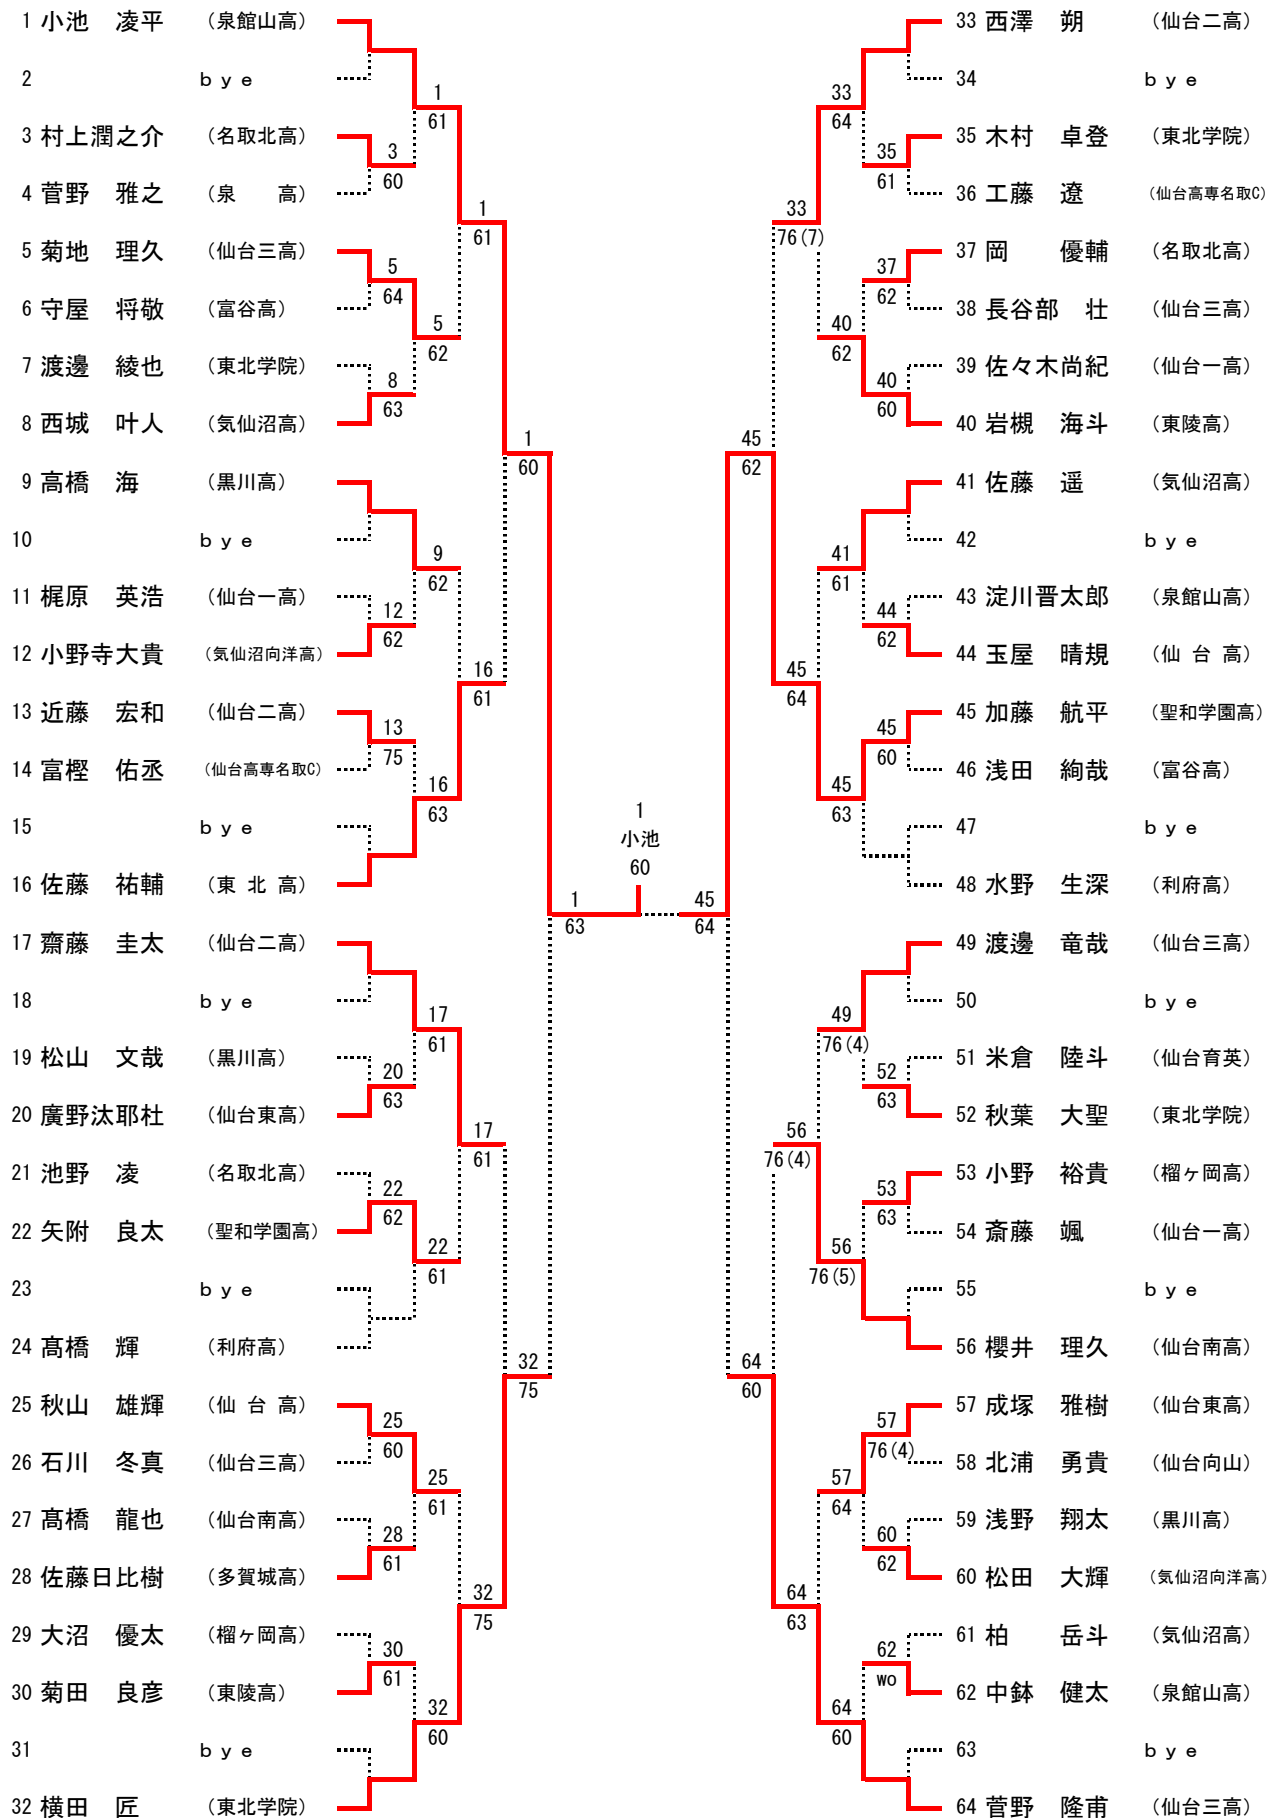 1 小池　凌平 （泉館山高）
2 ｂｙｅ
3 村上潤之介 （名取北高）
4 菅野　雅之 （泉　　高）
5 菊地　理久 （仙台三高）
6 守屋　将敬 （富谷高）
7 渡邊　綾也 （東北学院）
8 西城　叶人 （気仙沼高）
9 高橋　海 （黒川高）
10 ｂｙｅ
11 梶原　英浩 （仙台一高）
12 小野寺大貴 （気仙沼向洋高）
13 近藤　宏和 （仙台二高）
14 富樫　佑丞 （仙台高専名取C）
15 ｂｙｅ
16 佐藤　祐輔 （東 北 高）
17 齋藤　圭太 （仙台二高）
18 ｂｙｅ
19 松山　文哉 （黒川高）
20 廣野汰耶杜 （仙台東高）
21 池野　凌 （名取北高）
22 矢附　良太 （聖和学園高）
23 ｂｙｅ
24 髙橋　輝 （利府高）
25 秋山　雄輝 （仙 台 高）
26 石川　冬真 （仙台三高）
27 髙橋　龍也 （仙台南高）
28 佐藤日比樹 （多賀城高）
29 大沼　優太 （榴ヶ岡高）
30 菊田　良彦 （東陵高）
31 ｂｙｅ
32 横田　匠 （東北学院）
3
60
5
64
8
63
12
62
13
75
20
63
22
62
25
60
28
61
30
61
1
61
5
62
9
62
16
63
17
61
22
61
25
61
32
60
1
61
16
61
17
61
32
75
1
60
32
75
1
63
1
小池
60
45
64
45
62
64
60
33
76(7)
45
64
56
76(4)
64
63
33
64
40
62
41
61
45
63
49
76(4)
56
76(5)
57
64
64
60
35
61
37
62
40
60
44
62
45
60
52
63
53
63
57
76(4)
60
62
62
wo
33 西澤　朔 （仙台二高）
34 ｂｙｅ
35 木村　卓登 （東北学院）
36 工藤　遼 （仙台高専名取C）
37 岡　　優輔 （名取北高）
38 長谷部　壮 （仙台三高）
39 佐々木尚紀 （仙台一高）
40 岩槻　海斗 （東陵高）
41 佐藤　遥 （気仙沼高）
42 ｂｙｅ
43 淀川晋太郎 （泉館山高）
44 玉屋　晴規 （仙 台 高）
45 加藤　航平 （聖和学園高）
46 浅田　絢哉 （富谷高）
47 ｂｙｅ
48 水野　生深 （利府高）
49 渡邊　竜哉 （仙台三高）
50 ｂｙｅ
51 米倉　陸斗 （仙台育英）
52 秋葉　大聖 （東北学院）
53 小野　裕貴 （榴ヶ岡高）
54 斎藤　颯 （仙台一高）
55 ｂｙｅ
56 櫻井　理久 （仙台南高）
57 成塚　雅樹 （仙台東高）
58 北浦　勇貴 （仙台向山）
59 浅野　翔太 （黒川高）
60 松田　大輝 （気仙沼向洋高）
61 柏　　岳斗 （気仙沼高）
62 中鉢　健太 （泉館山高）
63 ｂｙｅ
64 菅野　隆甫 （仙台三高）